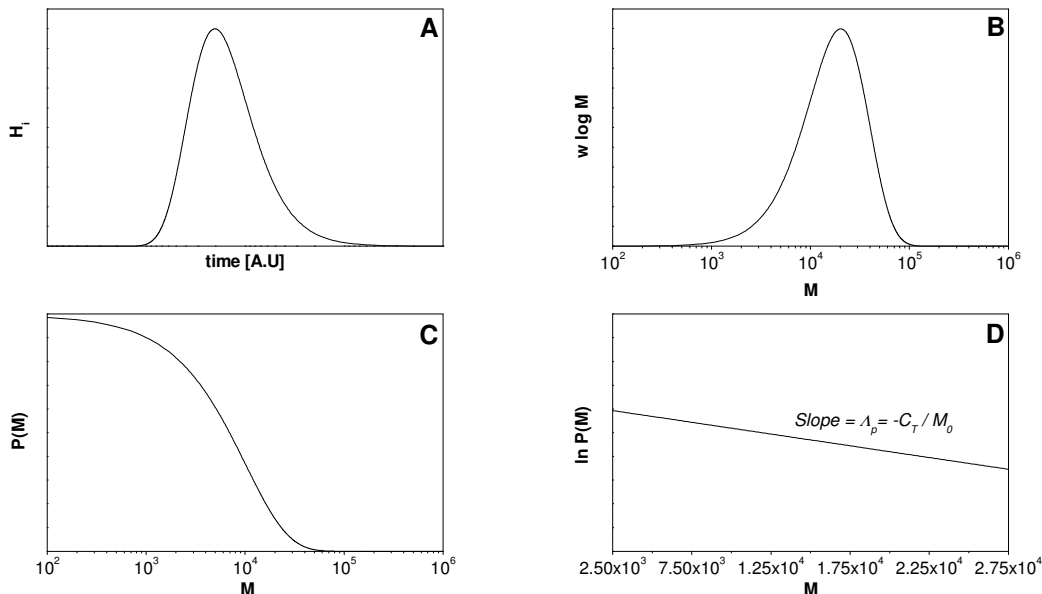 A
H_i
time [A.U]
B
w log M
10^2 10^3 10^4 10^5 10^6
M
C
P(M)
10^2 10^3 10^4 10^5 10^6
M
D
ln P(M)
Slope = Λ_p= -C_T / M_0
2.50x10^3 7.50x10^3 1.25x10^4 1.75x10^4 2.25x10^4 2.75x10^4
M